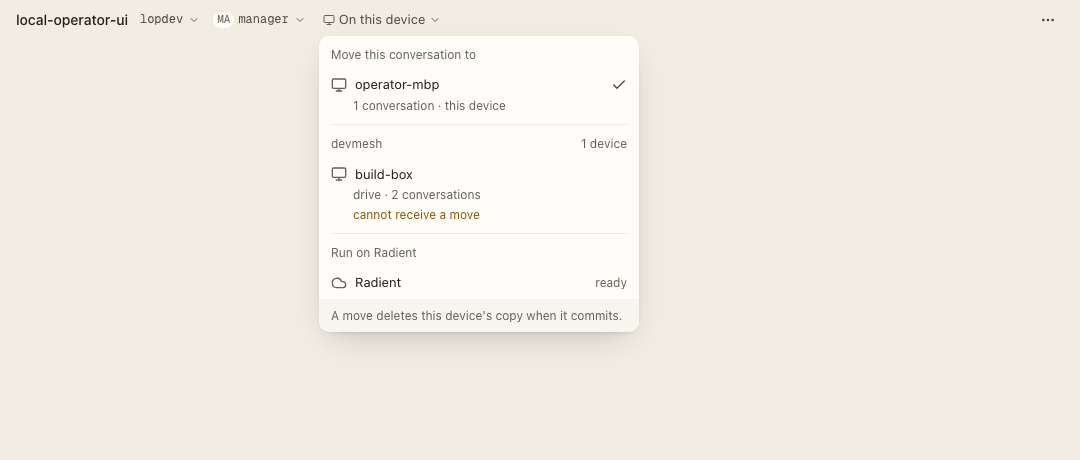 local-operator-ui lopdev MA manager On this device
Move this conversation to
operator-mbp
1 conversation · this device
devmesh 1 device
build-box
drive · 2 conversations
cannot receive a move
Run on Radient
Radient ready
A move deletes this device's copy when it commits.